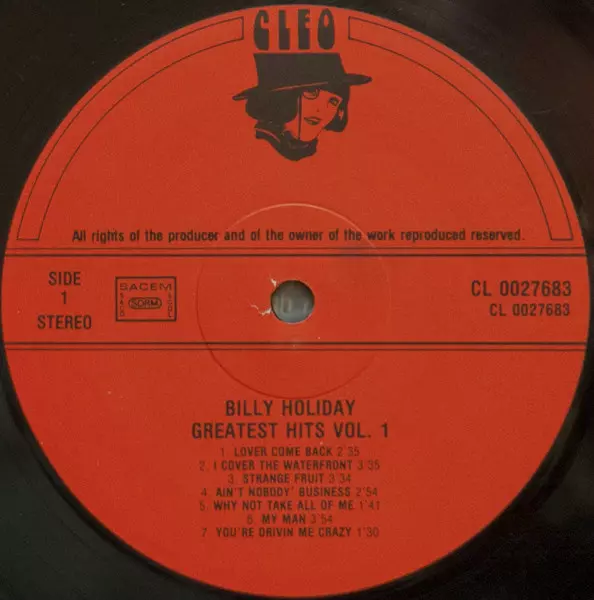 CLEO
All rights of the producer and of the owner of the work reproduced reserved.
SIDE
1
STEREO
SACEM
SDRM
CL 0027683
CL 0027683
BILLY HOLIDAY
GREATEST HITS VOL. 1
1. LOVER COME BACK 2'35
2. I COVER THE WATERFRONT 3'35
3. STRANGE FRUIT 3'34
4. AIN'T NOBODY' BUSINESS 2'54
5. WHY NOT TAKE ALL OF ME 1'41
6. MY MAN 3'54
7. YOU'RE DRIVIN ME CRAZY 1'30